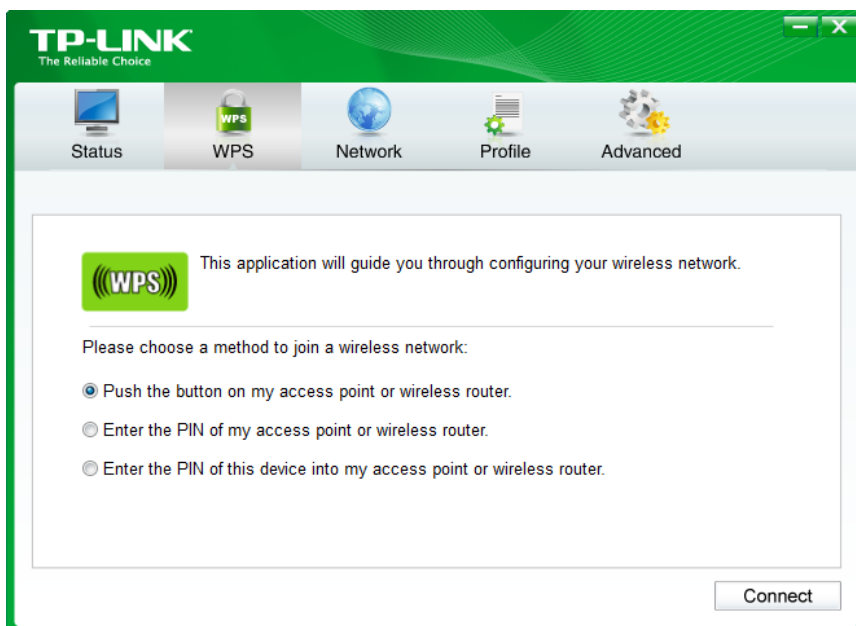 TP-LINK
The Reliable Choice
WPS
Status WPS Network Profile Advanced
WPS
This application will guide you through configuring your wireless network.
Please choose a method to join a wireless network:
Push the button on my access point or wireless router.
Enter the PIN of my access point or wireless router.
Enter the PIN of this device into my access point or wireless router.
Connect